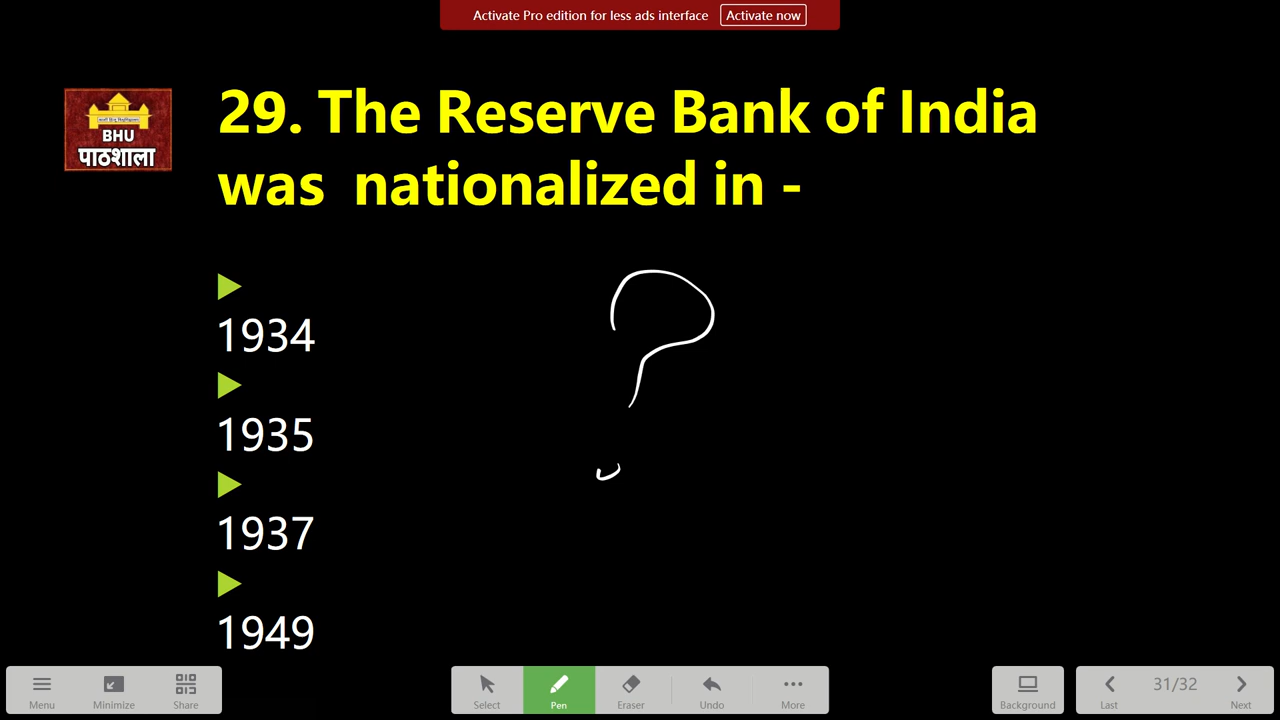 Activate Pro edition for less ads interface Activate now
BHU
पाठशाला
29. The Reserve Bank of India
was nationalized in -
1934
1935
1937
?
1949
Menu Minimize Share Select Pen Eraser Undo More Background Last 31/32 Next